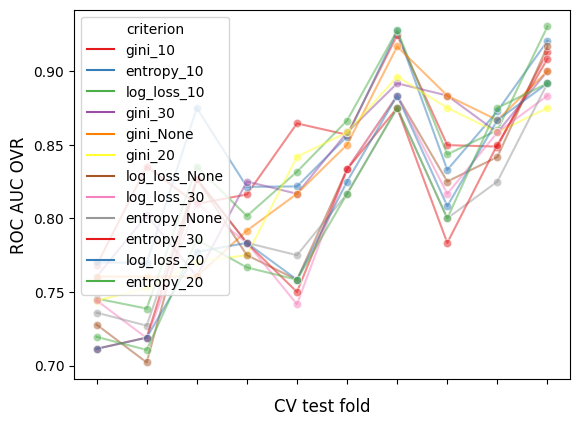 criterion
gini_10
entropy_10
log_loss_10
gini_30
gini_None
gini_20
log_loss_None
log_loss_30
entropy_None
entropy_30
log_loss_20
entropy_20
ROC AUC OVR
0.90
0.85
0.80
0.75
0.70
CV test fold